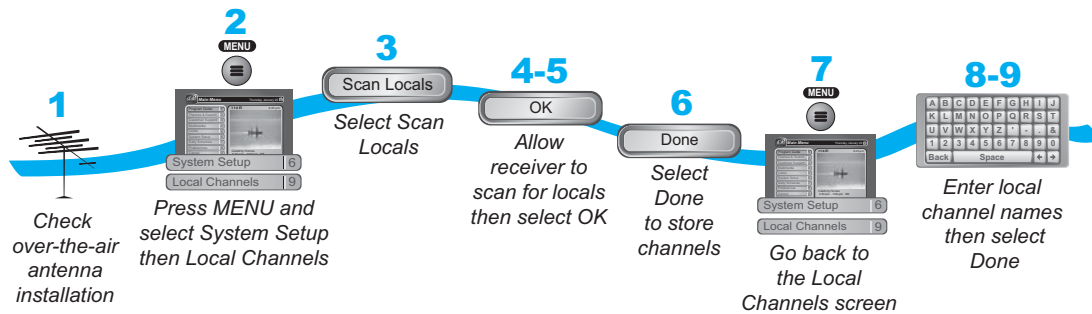 1
Check
over-the-air
antenna
installation
2
MENU
Main Menu
System Setup 6
Local Channels 9
Press MENU and
select System Setup
then Local Channels
3
Scan Locals
Select Scan
Locals
4-5
OK
Allow
receiver to
scan for locals
then select OK
6
Done
Select
Done
to store
channels
7
MENU
Main Menu
System Setup 6
Local Channels 9
Go back to
the Local
Channels screen
8-9
A B C D E F G H I J
K L M N O P Q R S T
U V W X Y Z ' - . &
1 2 3 4 5 6 7 8 9 0
Back Space ← →
Enter local
channel names
then select
Done